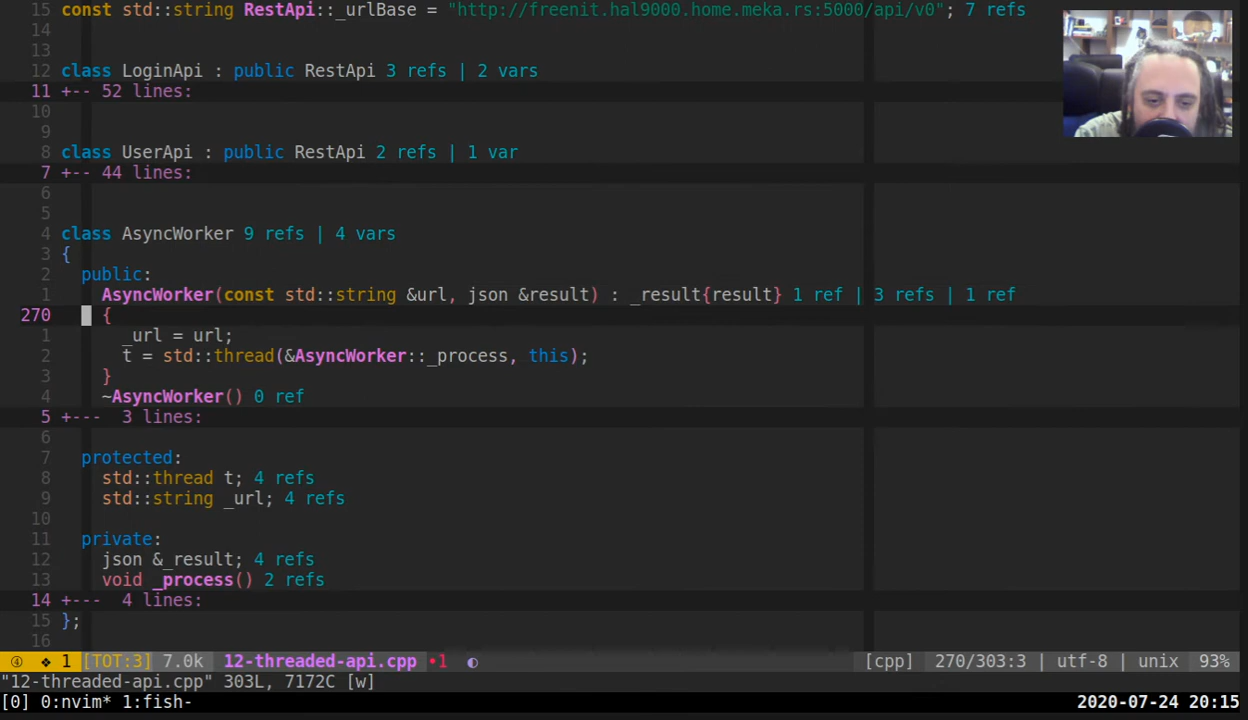 15 const std::string RestApi::_urlBase = "http://freenit.hal9000.home.meka.rs:5000/api/v0"; 7 refs
14
13
12 class LoginApi : public RestApi 3 refs | 2 vars
11 +-- 52 lines:
10
9
8 class UserApi : public RestApi 2 refs | 1 var
7 +-- 44 lines:
6
5
4 class AsyncWorker 9 refs | 4 vars
3 {
2 public:
1 AsyncWorker(const std::string &url, json &result) : _result{result} 1 ref | 3 refs | 1 ref
270 {
1 _url = url;
2 t = std::thread(&AsyncWorker::_process, this);
3 }
4 ~AsyncWorker() 0 ref
5 +--- 3 lines:
6
7 protected:
8 std::thread t; 4 refs
9 std::string _url; 4 refs
10
11 private:
12 json &_result; 4 refs
13 void _process() 2 refs
14 +--- 4 lines:
15 };
16
④ ❖ 1 [TOT:3] 7.0k 12-threaded-api.cpp •1 ◐ [cpp] 270/303:3 | utf-8 | unix 93%
"12-threaded-api.cpp" 303L, 7172C [w]
[0] 0:nvim* 1:fish- 2020-07-24 20:15